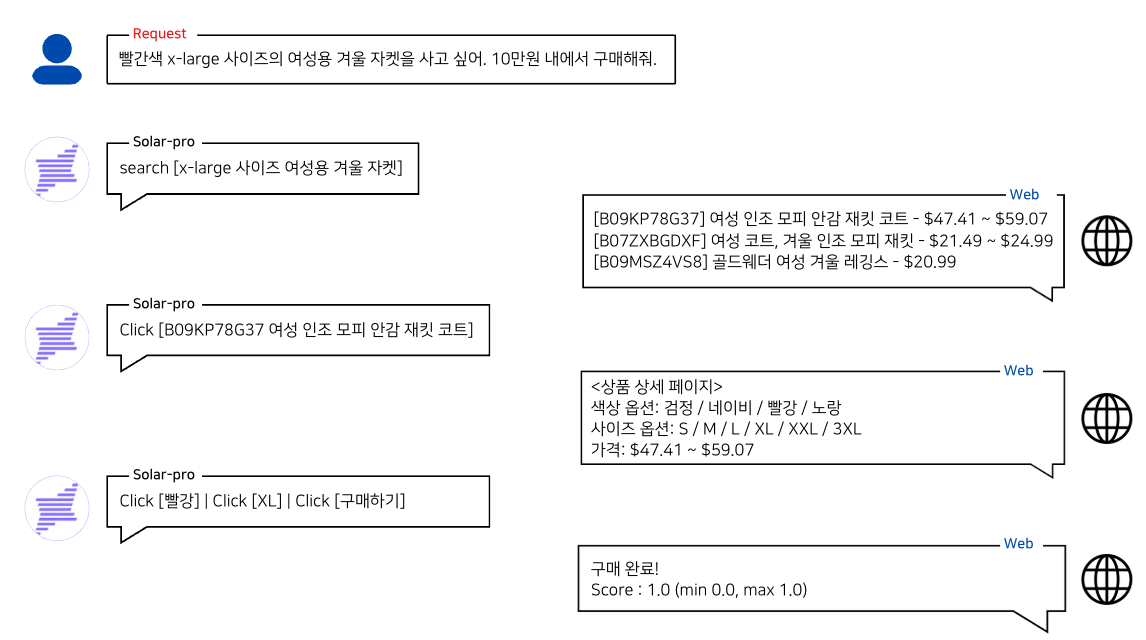 Request
빨간색 x-large 사이즈의 여성용 겨울 자켓을 사고 싶어. 10만원 내에서 구매해줘.
Solar-pro
search [x-large 사이즈 여성용 겨울 자켓]
Web
[B09KP78G37] 여성 인조 모피 안감 재킷 코트 - $47.41 ~ $59.07
[B07ZXBGDXF] 여성 코트, 겨울 인조 모피 재킷 - $21.49 ~ $24.99
[B09MSZ4VS8] 골드웨더 여성 겨울 레깅스 - $20.99
Solar-pro
Click [B09KP78G37 여성 인조 모피 안감 재킷 코트]
Web
<상품 상세 페이지>
색상 옵션: 검정 / 네이비 / 빨강 / 노랑
사이즈 옵션: S / M / L / XL / XXL / 3XL
가격: $47.41 ~ $59.07
Solar-pro
Click [빨강] | Click [XL] | Click [구매하기]
Web
구매 완료!
Score : 1.0 (min 0.0, max 1.0)